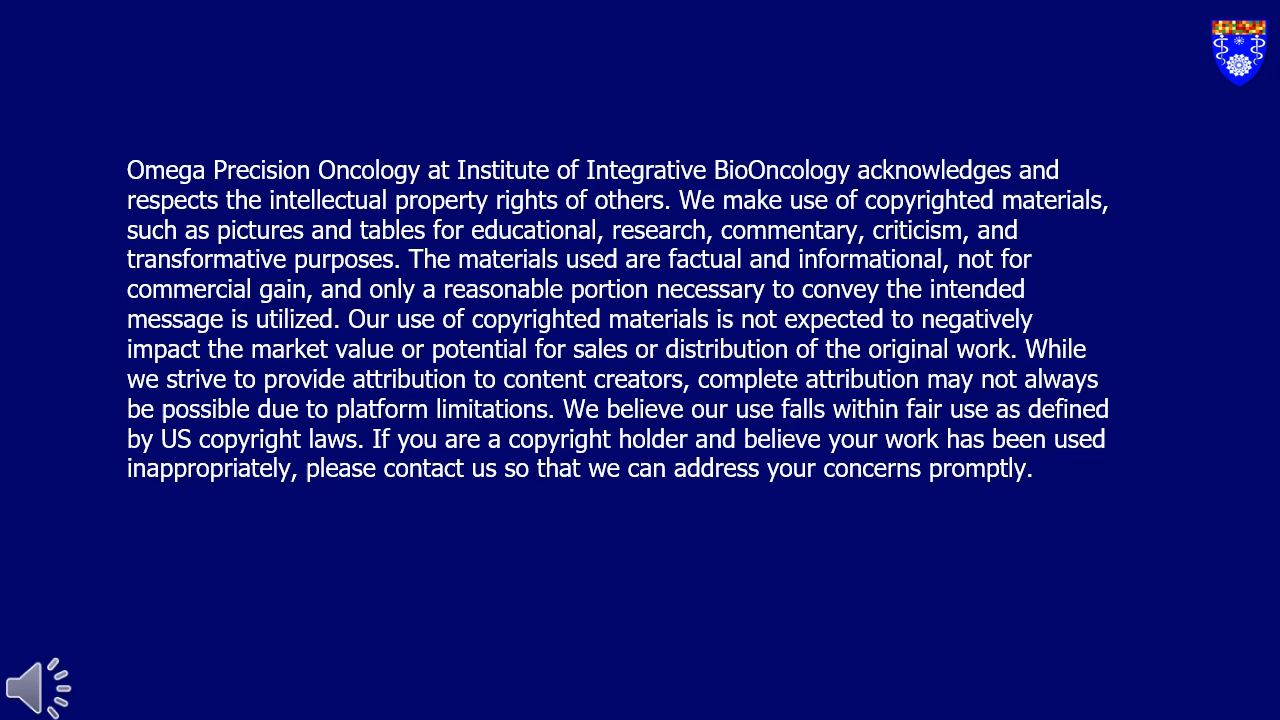 Omega Precision Oncology at Institute of Integrative BioOncology acknowledges and
respects the intellectual property rights of others. We make use of copyrighted materials,
such as pictures and tables for educational, research, commentary, criticism, and
transformative purposes. The materials used are factual and informational, not for
commercial gain, and only a reasonable portion necessary to convey the intended
message is utilized. Our use of copyrighted materials is not expected to negatively
impact the market value or potential for sales or distribution of the original work. While
we strive to provide attribution to content creators, complete attribution may not always
be possible due to platform limitations. We believe our use falls within fair use as defined
by US copyright laws. If you are a copyright holder and believe your work has been used
inappropriately, please contact us so that we can address your concerns promptly.